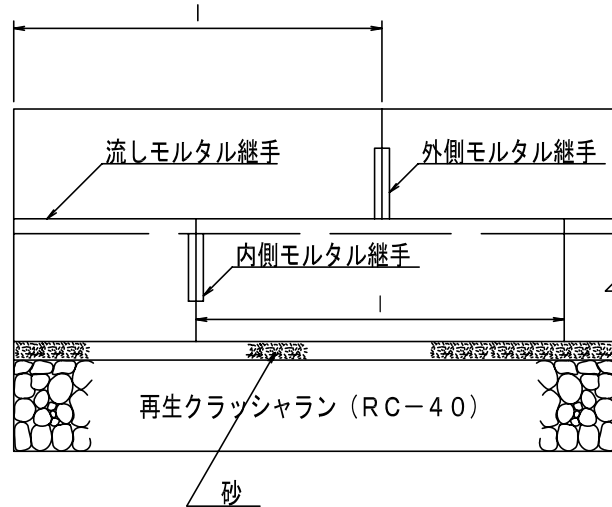 l
流しモルタル継手
外側モルタル継手
内側モルタル継手
l
再生クラッシャラン（ＲＣ－４０）
砂